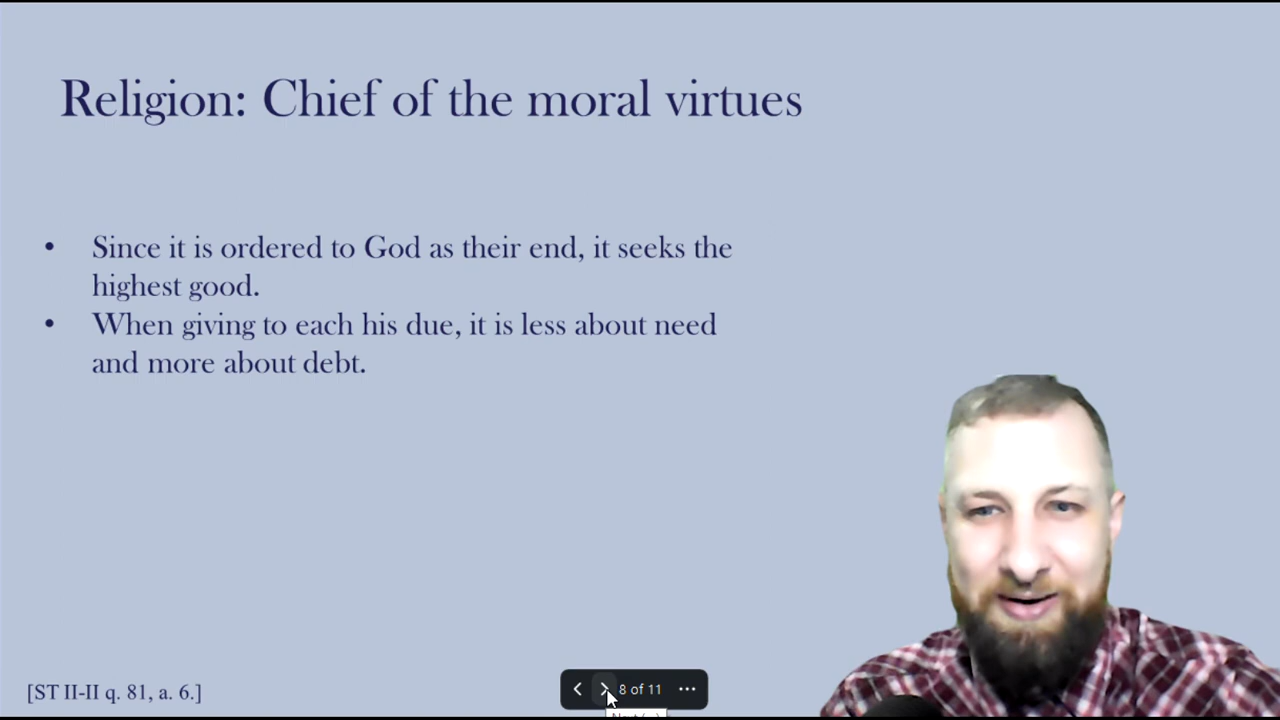 Religion: Chief of the moral virtues
• Since it is ordered to God as their end, it seeks the
highest good.
• When giving to each his due, it is less about need
and more about debt.
[ST II-II q. 81, a. 6.]
8 of 11